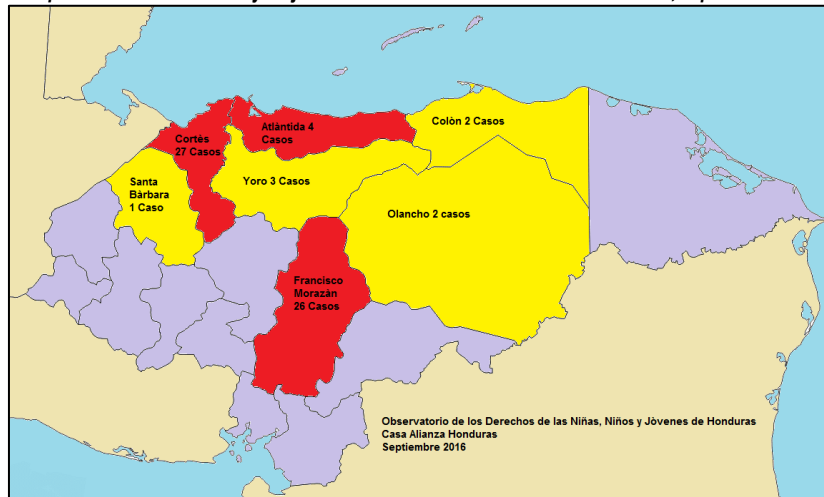 Atlántida 4
Casos
Colòn 2 Casos
Cortès
27 Casos
Santa
Bàrbara
1 Caso
Yoro 3 Casos
Olancho 2 casos
Francisco
Morazàn
26 Casos
Observatorio de los Derechos de las Niñas, Niños y Jòvenes de Honduras
Casa Alianza Honduras
Septiembre 2016